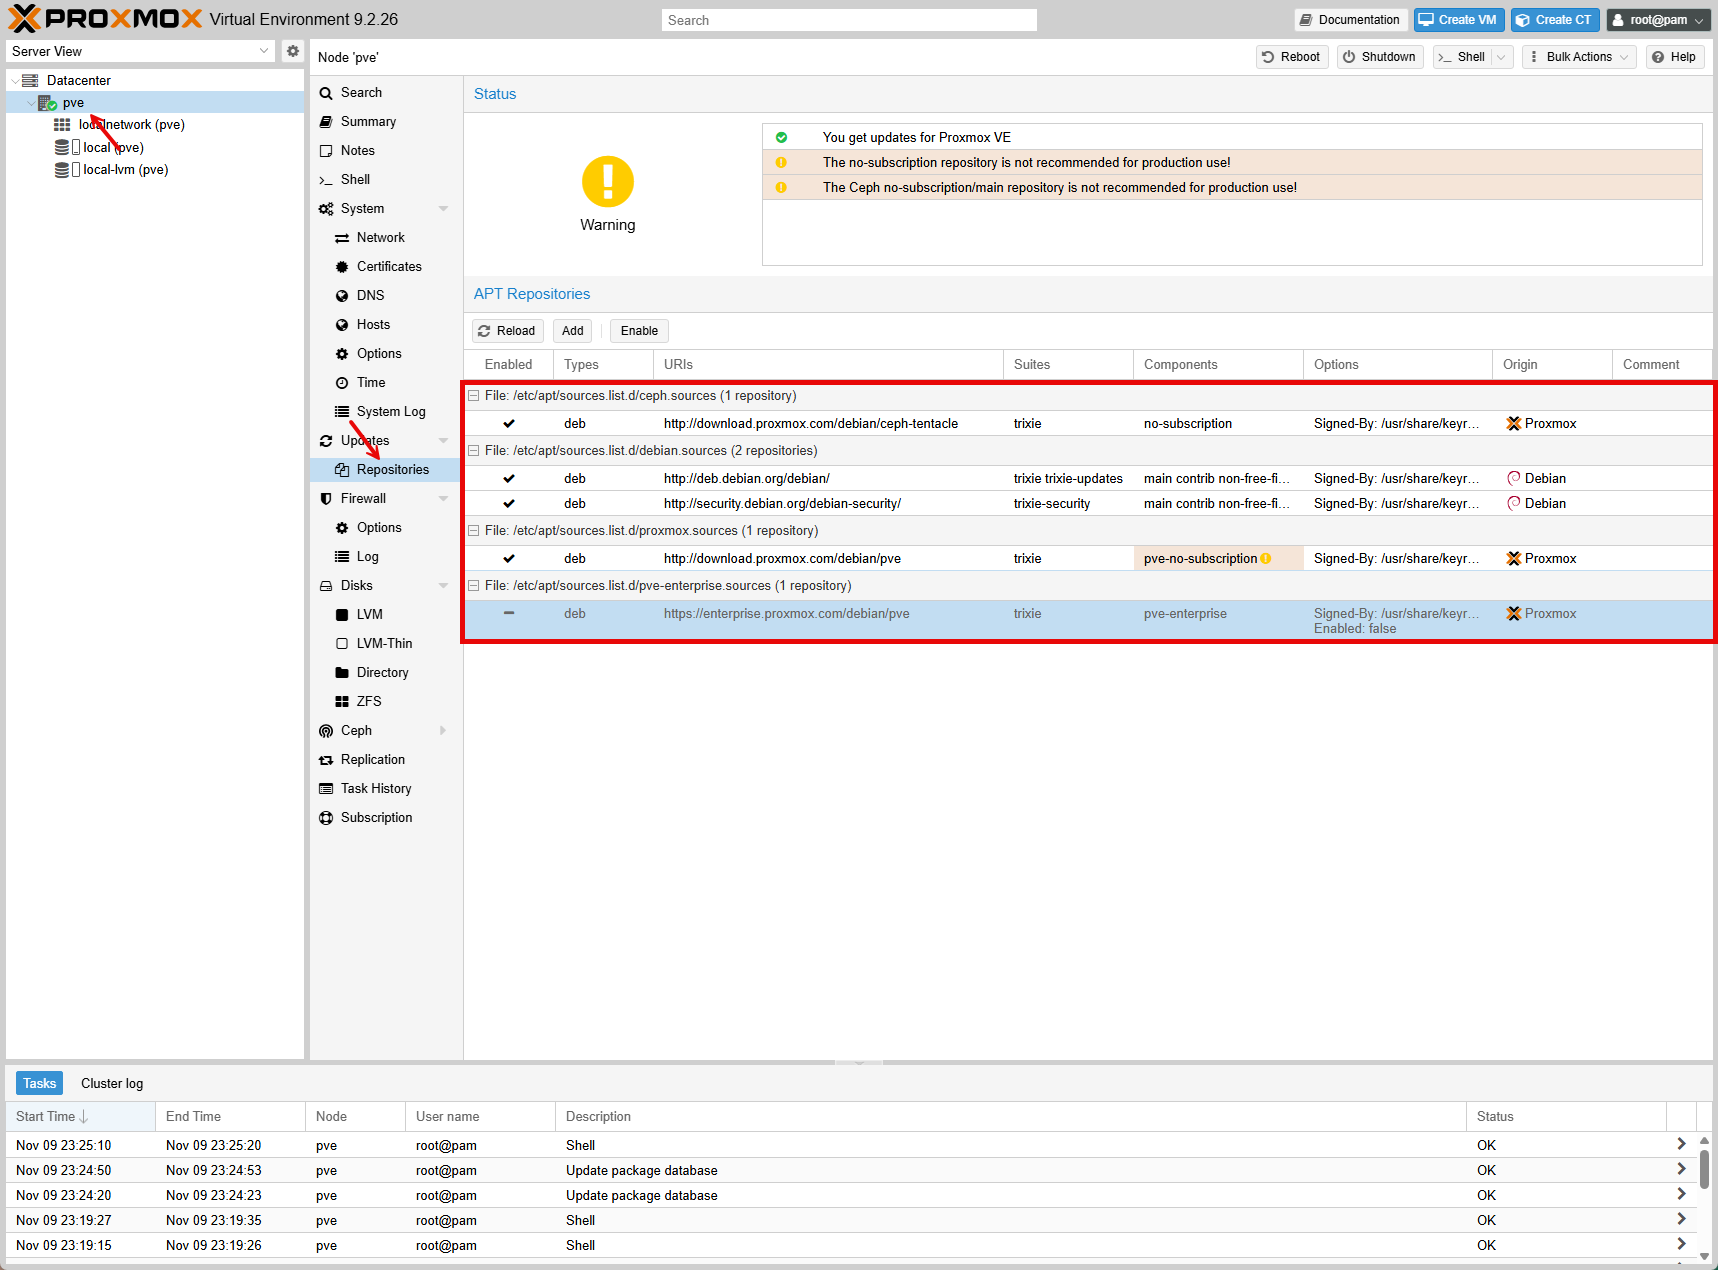 PROXMOX Virtual Environment 9.2.26
Search
Documentation
Create VM
Create CT
root@pam
Server View
Datacenter
pve
localnetwork (pve)
local (pve)
local-lvm (pve)
Node 'pve'
Reboot
Shutdown
Shell
Bulk Actions
Help
Search
Summary
Notes
Shell
System
Network
Certificates
DNS
Hosts
Options
Time
System Log
Updates
Repositories
Firewall
Options
Log
Disks
LVM
LVM-Thin
Directory
ZFS
Ceph
Replication
Task History
Subscription
Status
Warning
You get updates for Proxmox VE
The no-subscription repository is not recommended for production use!
The Ceph no-subscription/main repository is not recommended for production use!
APT Repositories
Reload Add Enable
Enabled Types URIs Suites Components Options Origin Comment
File: /etc/apt/sources.list.d/ceph.sources (1 repository)
deb http://download.proxmox.com/debian/ceph-tentacle trixie no-subscription Signed-By: /usr/share/keyr... Proxmox
File: /etc/apt/sources.list.d/debian.sources (2 repositories)
deb http://deb.debian.org/debian/ trixie trixie-updates main contrib non-free-fi... Signed-By: /usr/share/keyr... Debian
deb http://security.debian.org/debian-security/ trixie-security main contrib non-free-fi... Signed-By: /usr/share/keyr... Debian
File: /etc/apt/sources.list.d/proxmox.sources (1 repository)
deb http://download.proxmox.com/debian/pve trixie pve-no-subscription Signed-By: /usr/share/keyr... Proxmox
File: /etc/apt/sources.list.d/pve-enterprise.sources (1 repository)
deb https://enterprise.proxmox.com/debian/pve trixie pve-enterprise Signed-By: /usr/share/keyr... Proxmox
Enabled: false
Tasks Cluster log
Start Time End Time Node User name Description Status
Nov 09 23:25:10 Nov 09 23:25:20 pve root@pam Shell OK
Nov 09 23:24:50 Nov 09 23:24:53 pve root@pam Update package database OK
Nov 09 23:24:20 Nov 09 23:24:23 pve root@pam Update package database OK
Nov 09 23:19:27 Nov 09 23:19:35 pve root@pam Shell OK
Nov 09 23:19:15 Nov 09 23:19:26 pve root@pam Shell OK